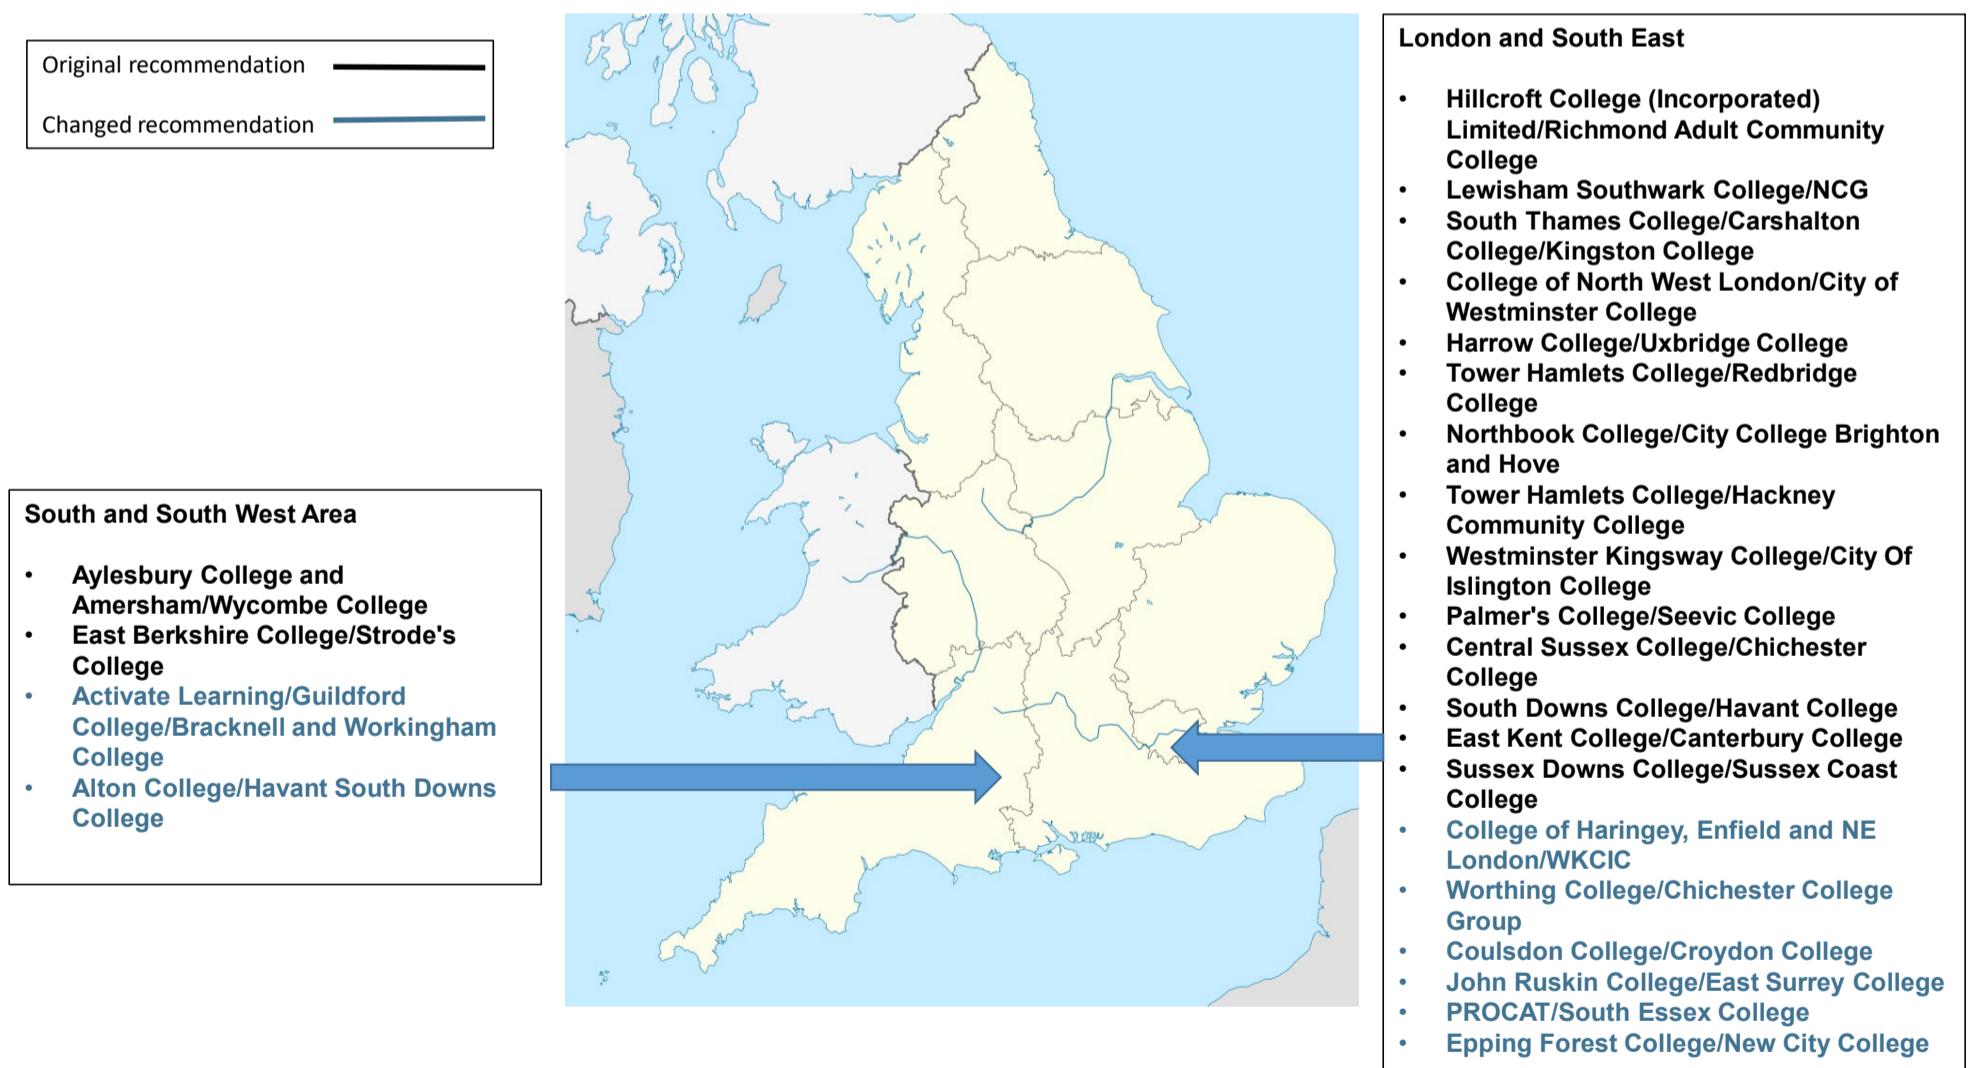 Original recommendation
Changed recommendation
South and South West Area
• Aylesbury College and
Amersham/Wycombe College
• East Berkshire College/Strode's
College
• Activate Learning/Guildford
College/Bracknell and Workingham
College
• Alton College/Havant South Downs
College
London and South East
• Hillcroft College (Incorporated)
Limited/Richmond Adult Community
College
• Lewisham Southwark College/NCG
• South Thames College/Carshalton
College/Kingston College
• College of North West London/City of
Westminster College
• Harrow College/Uxbridge College
• Tower Hamlets College/Redbridge
College
• Northbook College/City College Brighton
and Hove
• Tower Hamlets College/Hackney
Community College
• Westminster Kingsway College/City Of
Islington College
• Palmer's College/Seevic College
• Central Sussex College/Chichester
College
• South Downs College/Havant College
• East Kent College/Canterbury College
• Sussex Downs College/Sussex Coast
College
• College of Haringey, Enfield and NE
London/WKCIC
• Worthing College/Chichester College
Group
• Coulsdon College/Croydon College
• John Ruskin College/East Surrey College
• PROCAT/South Essex College
• Epping Forest College/New City College